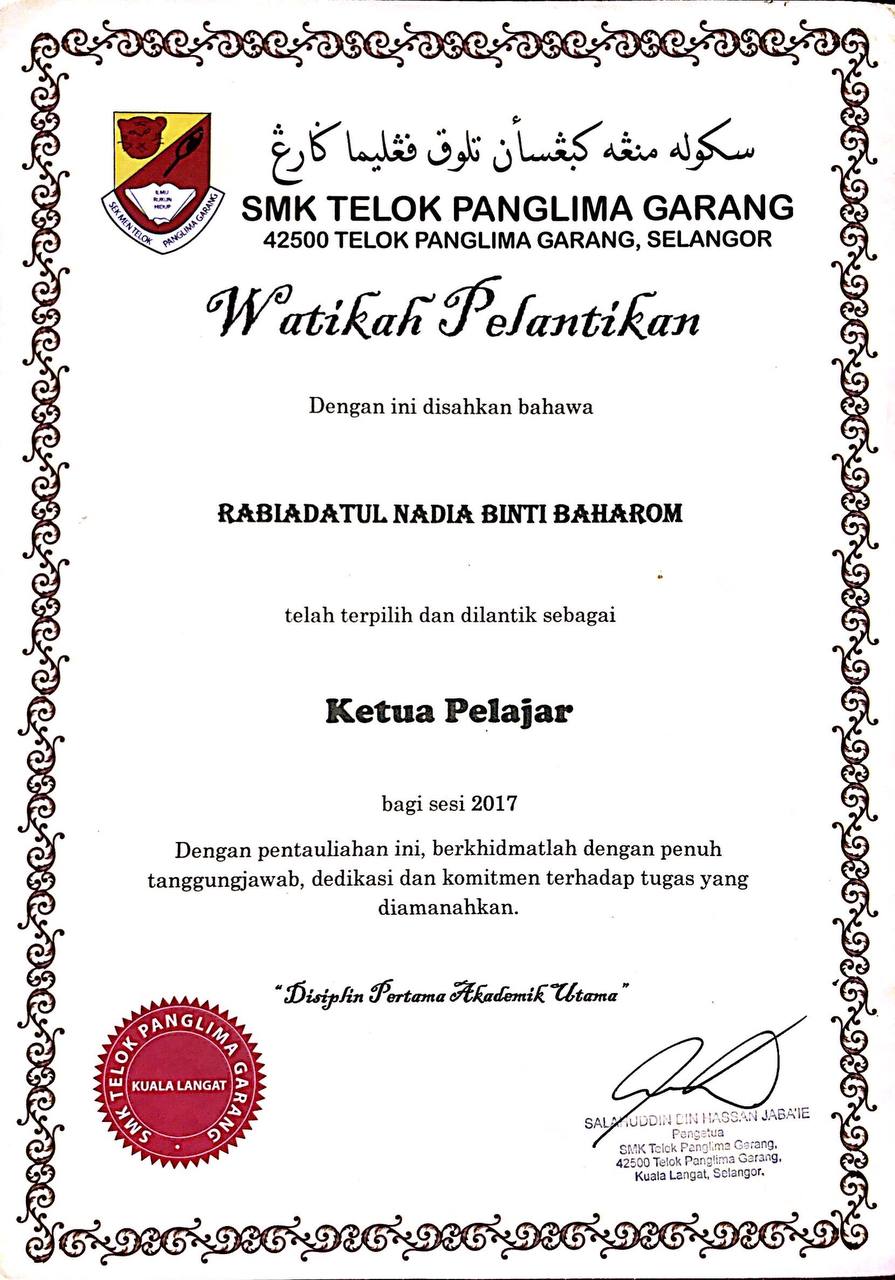 سكوله منڠه كبڠسأن تلوق ڤڠليما ݢارڠ
SMK TELOK PANGLIMA GARANG
42500 TELOK PANGLIMA GARANG, SELANGOR
ILMU
RUKUN
HIDUP
SEK MEN TELOK PANGLIMA GARANG
Watikah Pelantikan
Dengan ini disahkan bahawa
RABIADATUL NADIA BINTI BAHAROM
telah terpilih dan dilantik sebagai
Ketua Pelajar
bagi sesi 2017
Dengan pentauliahan ini, berkhidmatlah dengan penuh
tanggungjawab, dedikasi dan komitmen terhadap tugas yang
diamanahkan.
"Disiplin Pertama Akademik Utama"
SMK TELOK PANGLIMA GARANG
KUALA LANGAT
SALAHUDDIN BIN HASSAN JABA'IE
Pengetua
SMK Telok Panglima Garang,
42500 Telok Panglima Garang,
Kuala Langat, Selangor.